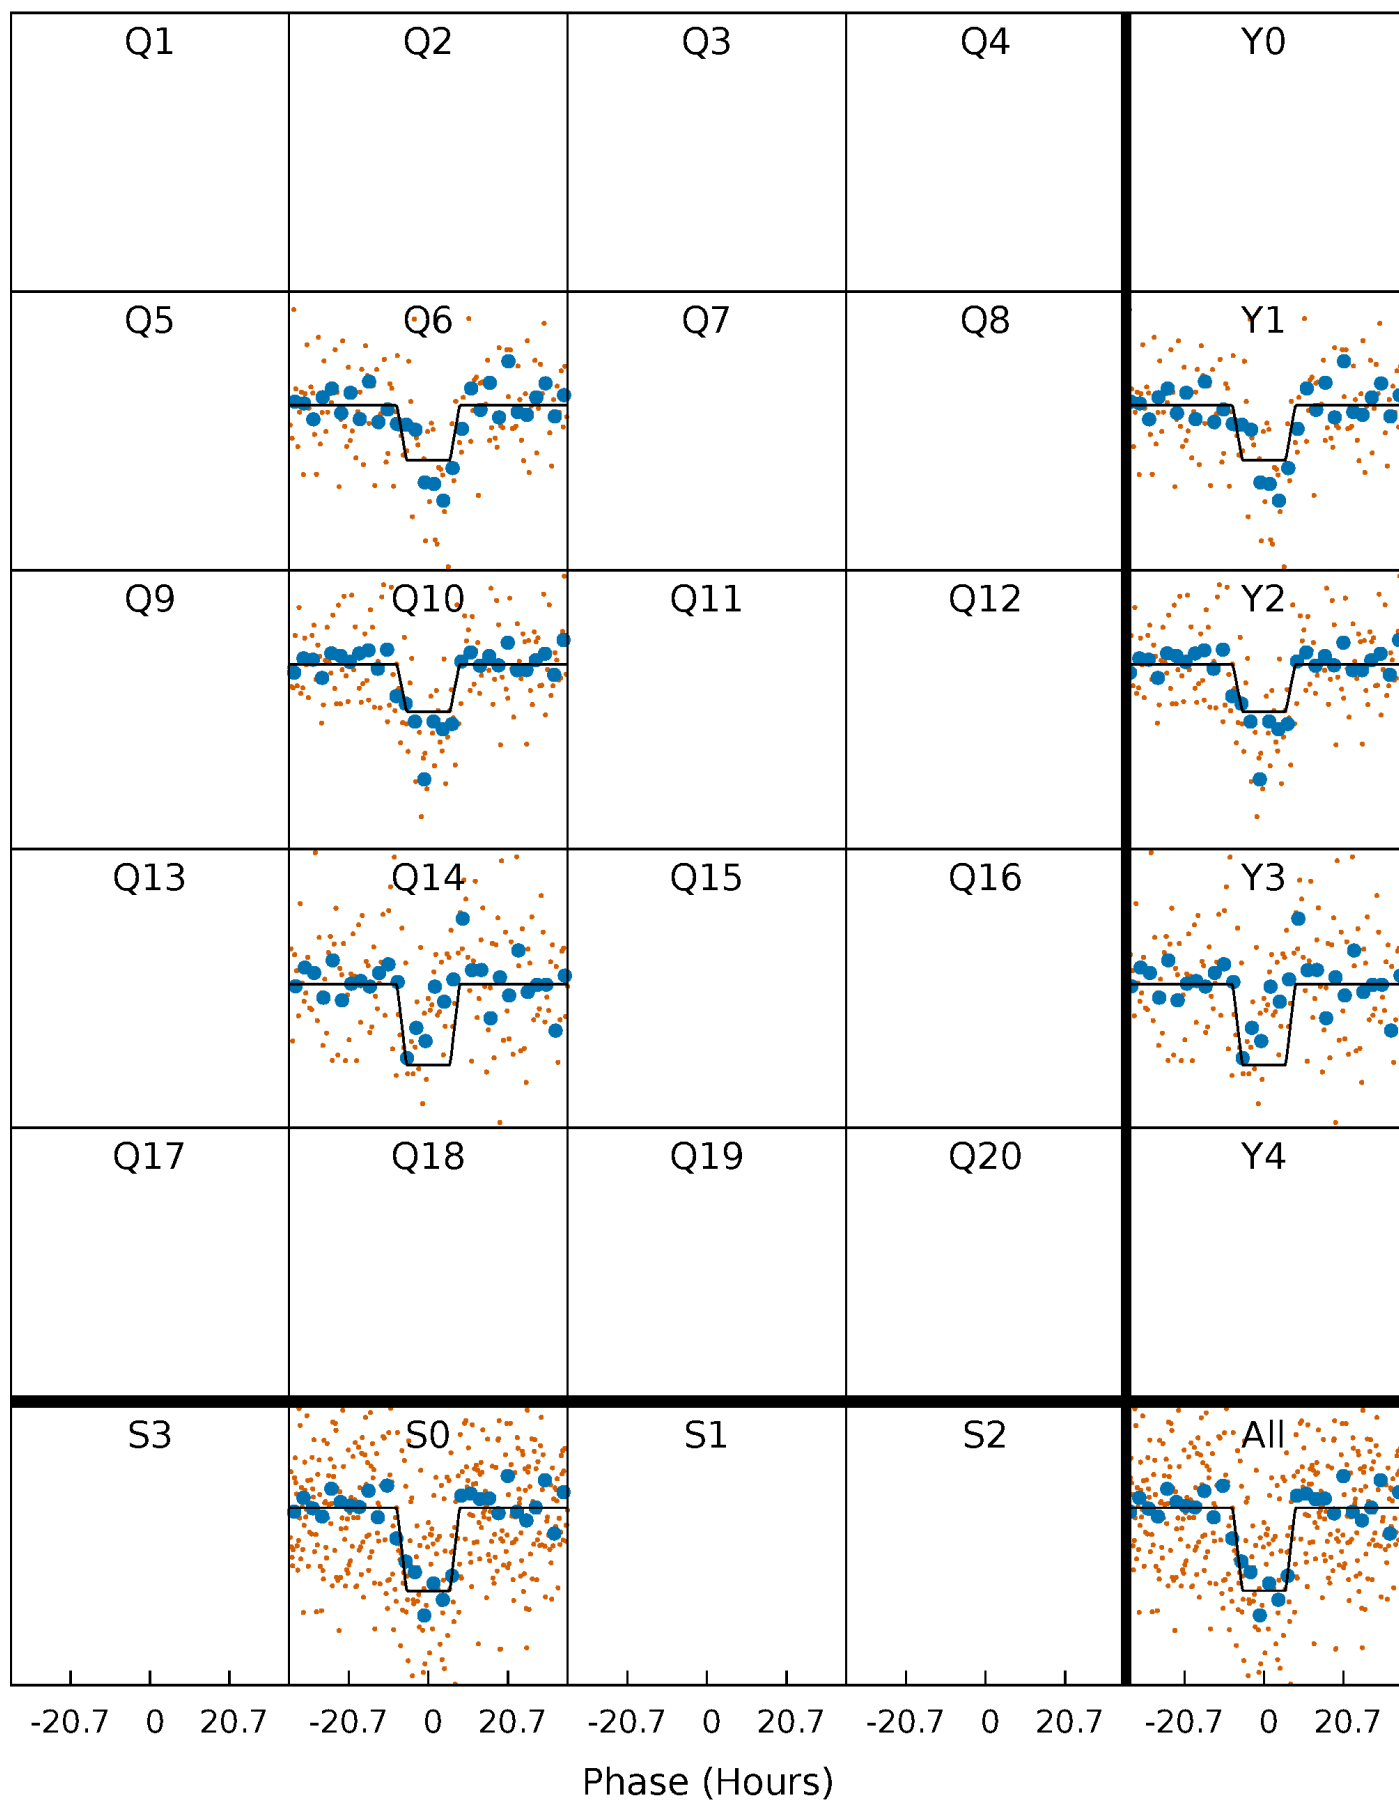 Q1 Q2 Q3 Q4 Y0
Q5 Q6 Q7 Q8 Y1
Q9 Q10 Q11 Q12 Y2
Q13 Q14 Q15 Q16 Y3
Q17 Q18 Q19 Q20 Y4
S3 S0 S1 S2 All
-20.7 0 20.7 -20.7 0 20.7 -20.7 0 20.7 -20.7 0 20.7 -20.7 0 20.7
Phase (Hours)